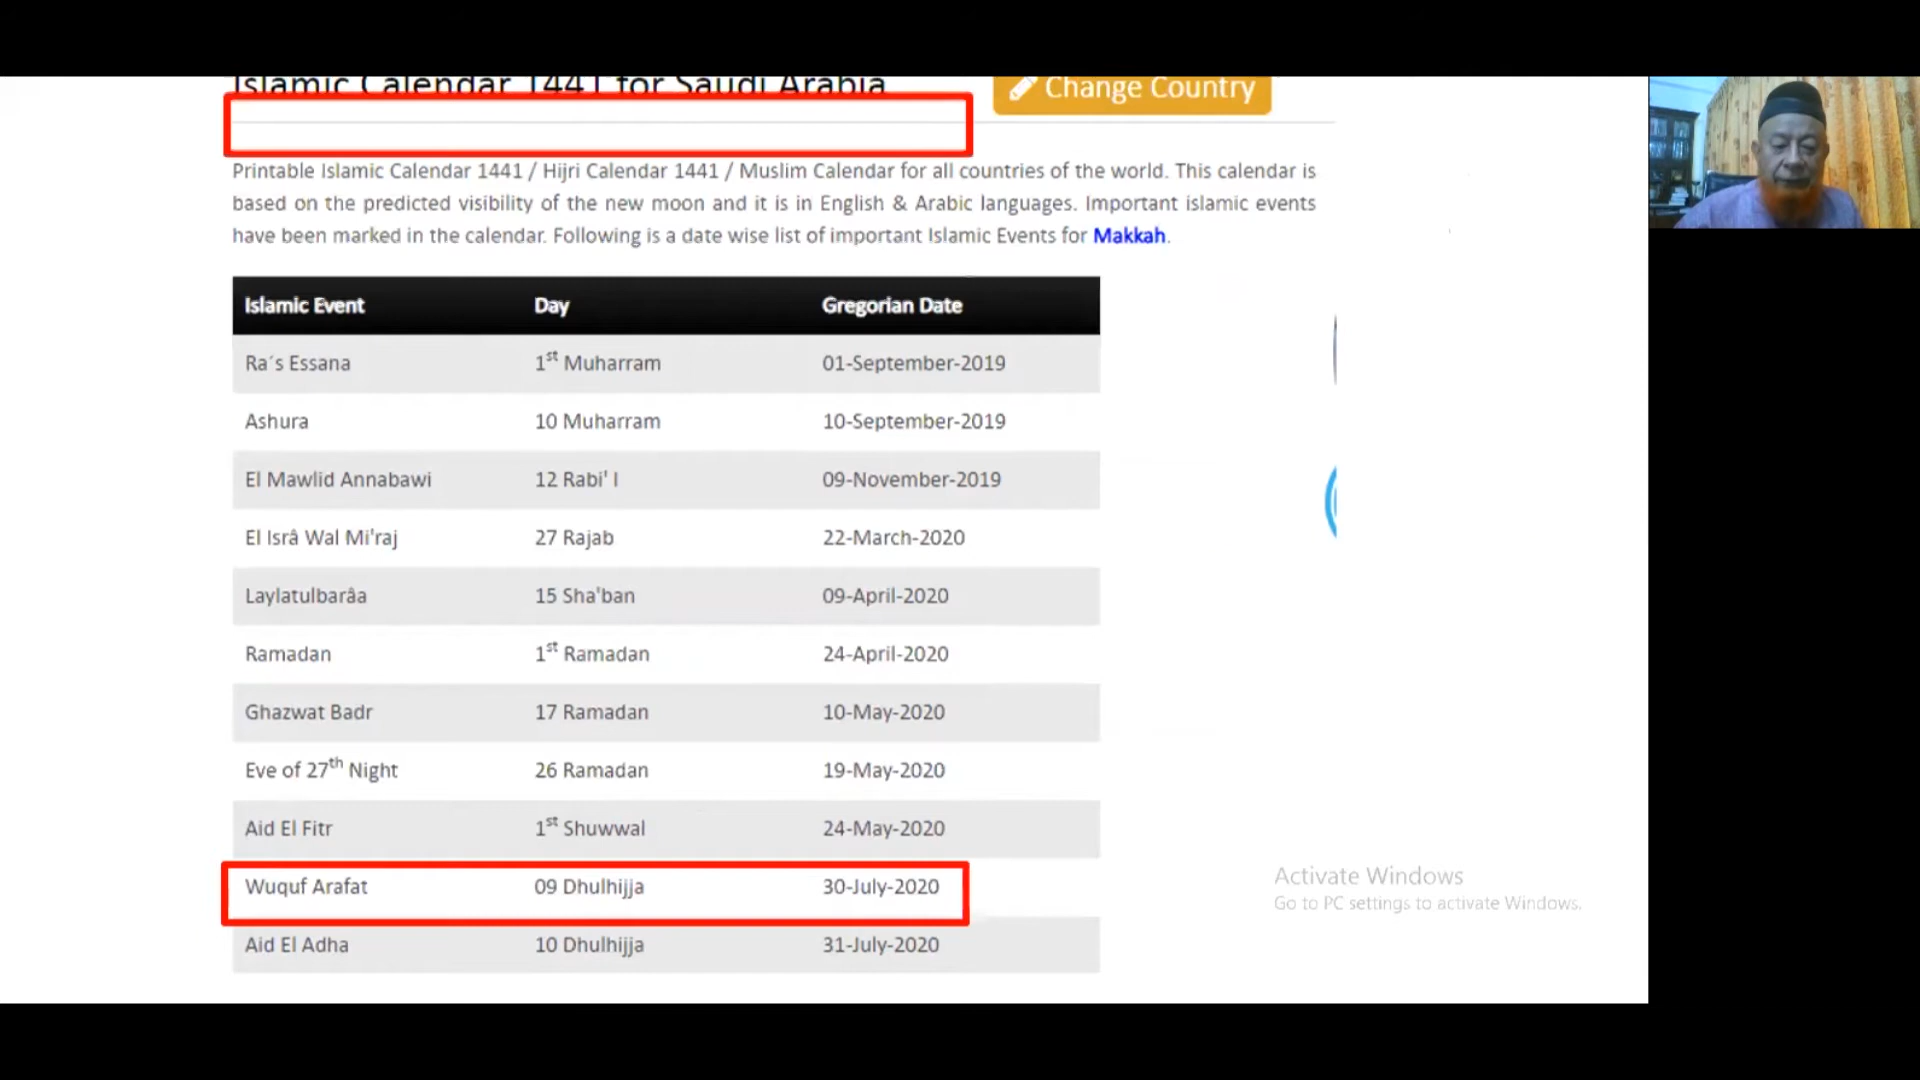 Islamic Calendar 1441 for Saudi Arabia
Change Country
Printable Islamic Calendar 1441 / Hijri Calendar 1441 / Muslim Calendar for all countries of the world. This calendar is
based on the predicted visibility of the new moon and it is in English & Arabic languages. Important islamic events
have been marked in the calendar. Following is a date wise list of important Islamic Events for Makkah.
Islamic Event Day Gregorian Date
Ra´s Essana 1st Muharram 01-September-2019
Ashura 10 Muharram 10-September-2019
El Mawlid Annabawi 12 Rabi' I 09-November-2019
El Isrâ Wal Mi'raj 27 Rajab 22-March-2020
Laylatulbarâa 15 Sha'ban 09-April-2020
Ramadan 1st Ramadan 24-April-2020
Ghazwat Badr 17 Ramadan 10-May-2020
Eve of 27th Night 26 Ramadan 19-May-2020
Aid El Fitr 1st Shuwwal 24-May-2020
Wuquf Arafat 09 Dhulhijja 30-July-2020
Aid El Adha 10 Dhulhijja 31-July-2020
Activate Windows
Go to PC settings to activate Windows.